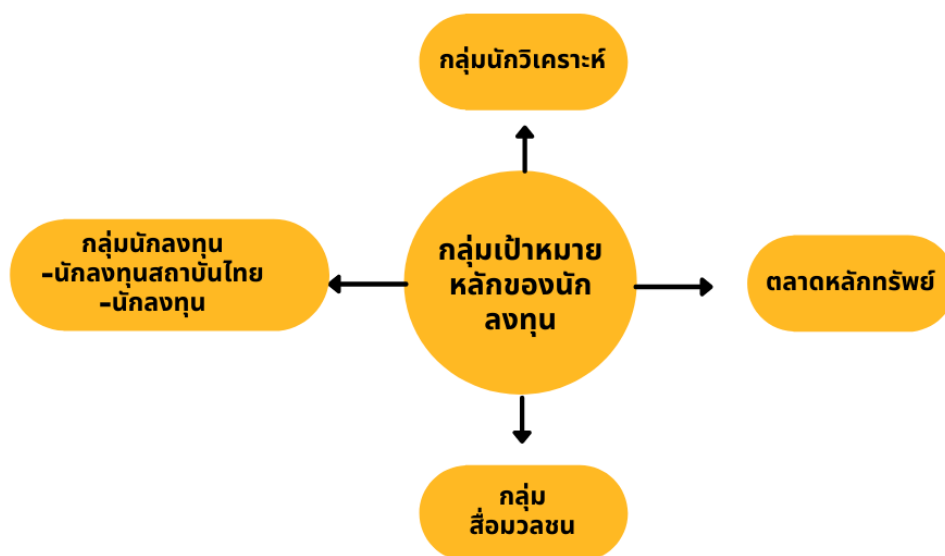 กลุ่มนักวิเคราะห์
กลุ่มนักลงทุน
-นักลงทุนสถาบันไทย
-นักลงทุน
กลุ่มเป้าหมาย
หลักของนัก
ลงทุน
ตลาดหลักทรัพย์
กลุ่ม
สื่อมวลชน